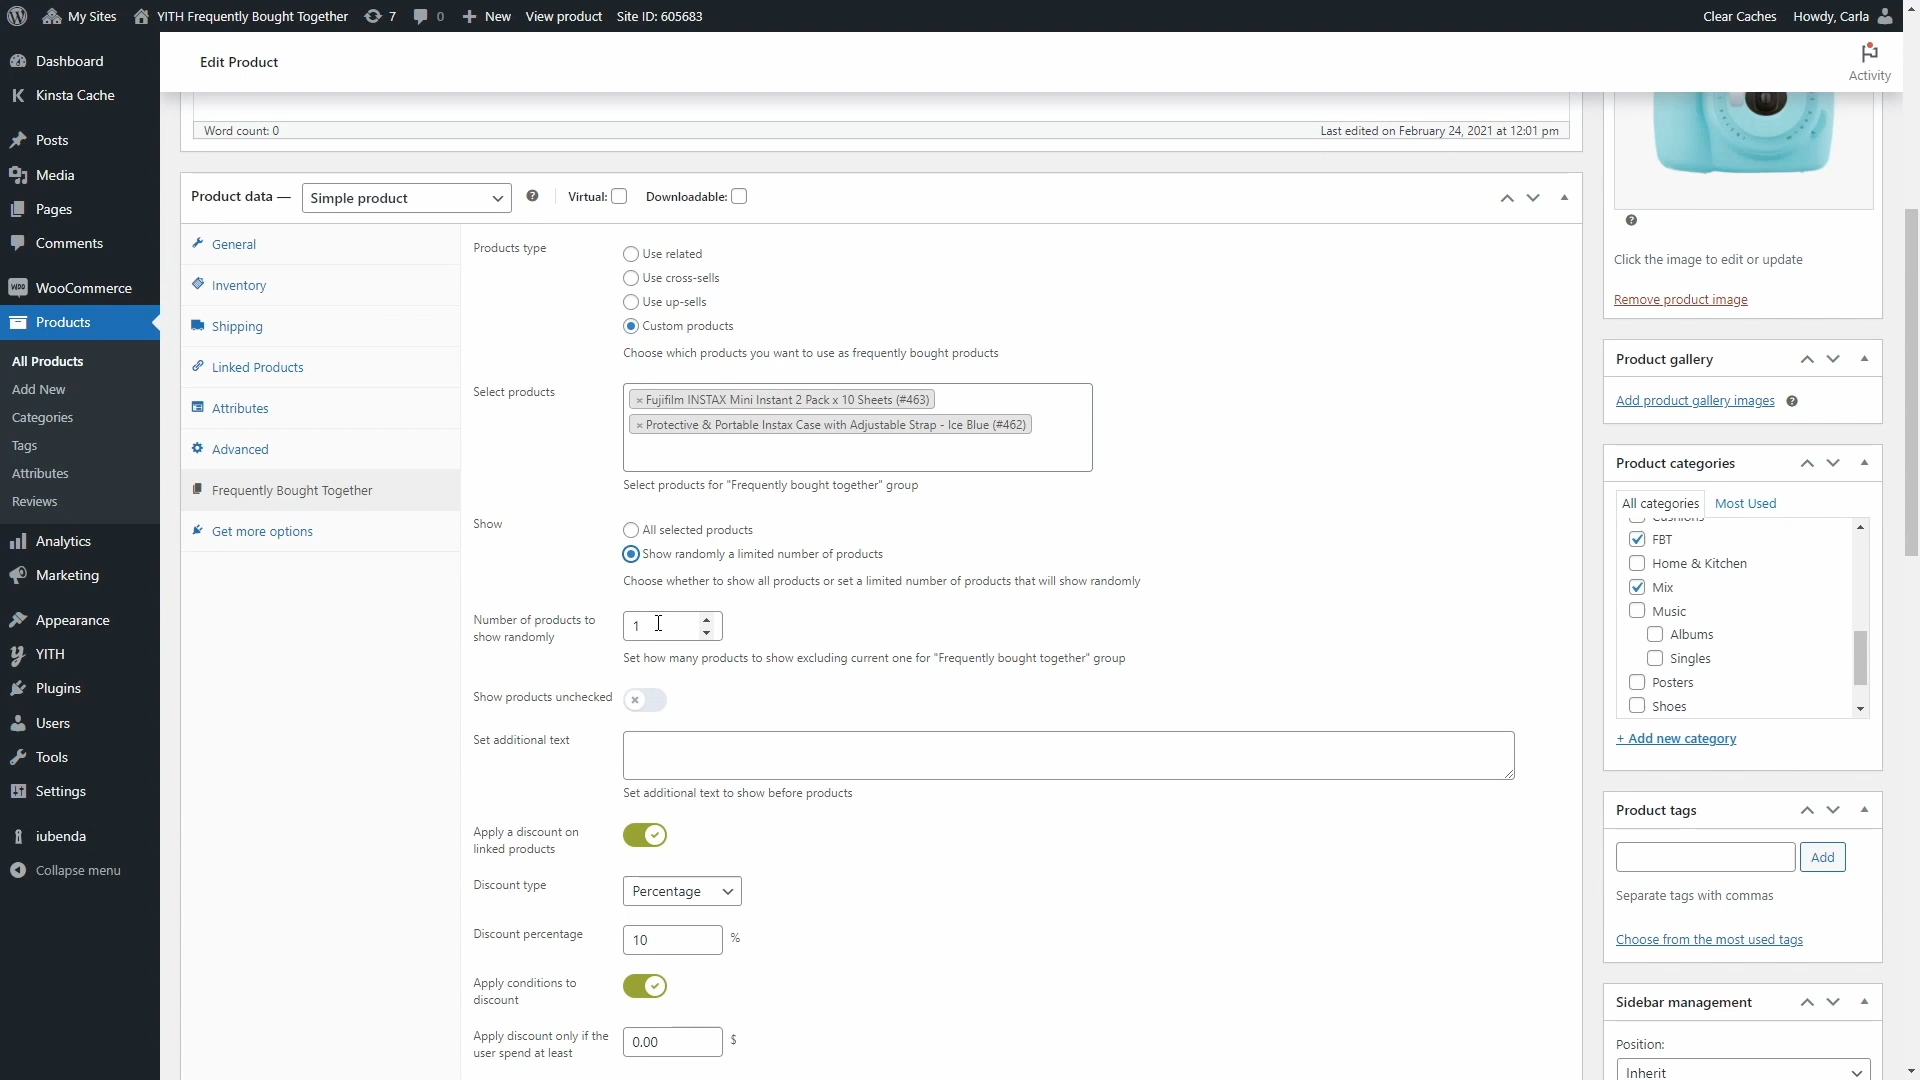 My Sites YITH Frequently Bought Together 7 0 New View product Site ID: 605683 Clear Caches Howdy, Carla
Dashboard
Kinsta Cache
Posts
Media
Pages
Comments
WooCommerce
Products
All Products
Add New
Categories
Tags
Attributes
Reviews
Analytics
Marketing
Appearance
YITH
Plugins
Users
Tools
Settings
iubenda
Collapse menu
Edit Product
Activity
Word count: 0 Last edited on February 24, 2021 at 12:01 pm
Product data — Simple product Virtual: Downloadable:
General
Inventory
Shipping
Linked Products
Attributes
Advanced
Frequently Bought Together
Get more options
Products type
Use related
Use cross-sells
Use up-sells
Custom products
Choose which products you want to use as frequently bought products
Select products
× Fujifilm INSTAX Mini Instant 2 Pack x 10 Sheets (#463)
× Protective & Portable Instax Case with Adjustable Strap - Ice Blue (#462)
Select products for "Frequently bought together" group
Show
All selected products
Show randomly a limited number of products
Choose whether to show all products or set a limited number of products that will show randomly
Number of products to
show randomly
1
Set how many products to show excluding current one for "Frequently bought together" group
Show products unchecked
Set additional text
Set additional text to show before products
Apply a discount on
linked products
Discount type
Percentage
Discount percentage
10 %
Apply conditions to
discount
Apply discount only if the
user spend at least
0.00 $
Click the image to edit or update
Remove product image
Product gallery
Add product gallery images
Product categories
All categories Most Used
Cushions
FBT
Home & Kitchen
Mix
Music
Albums
Singles
Posters
Shoes
+ Add new category
Product tags
Add
Separate tags with commas
Choose from the most used tags
Sidebar management
Position:
Inherit